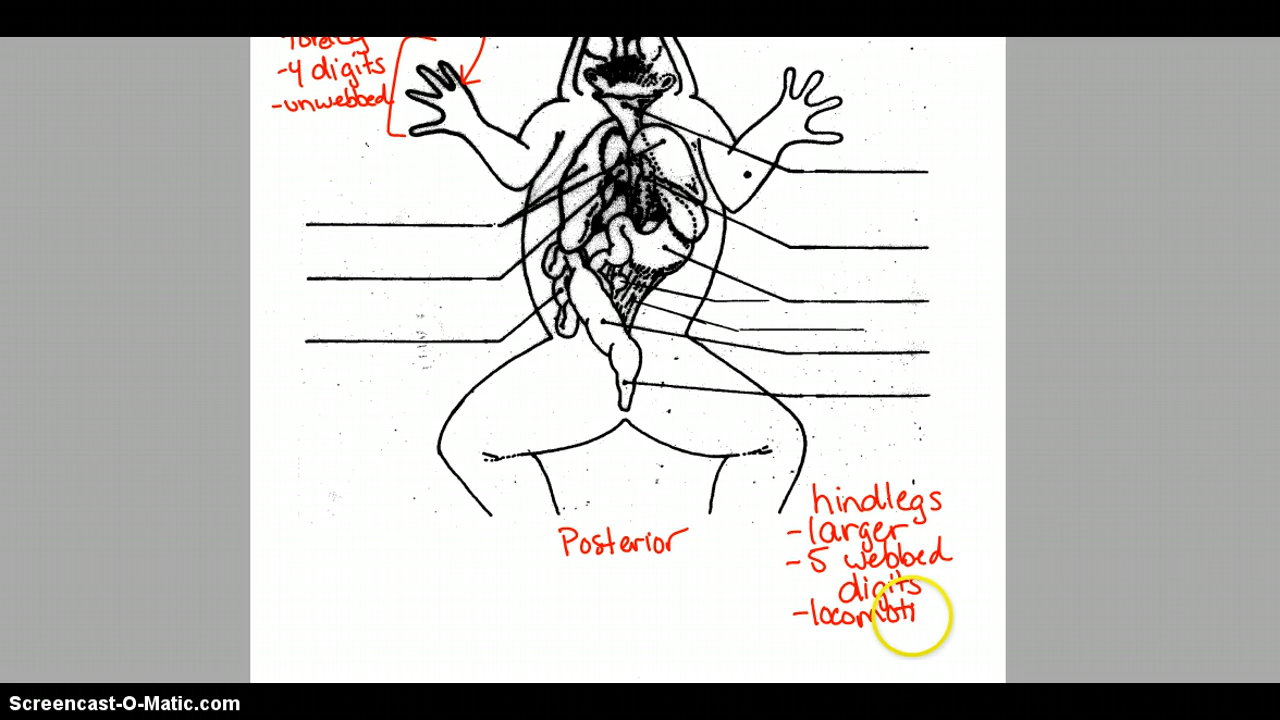 -4 digits
-unwebbed
Posterior
hindlegs
-larger
-5 webbed
digits
-locomoti
Screencast-O-Matic.com